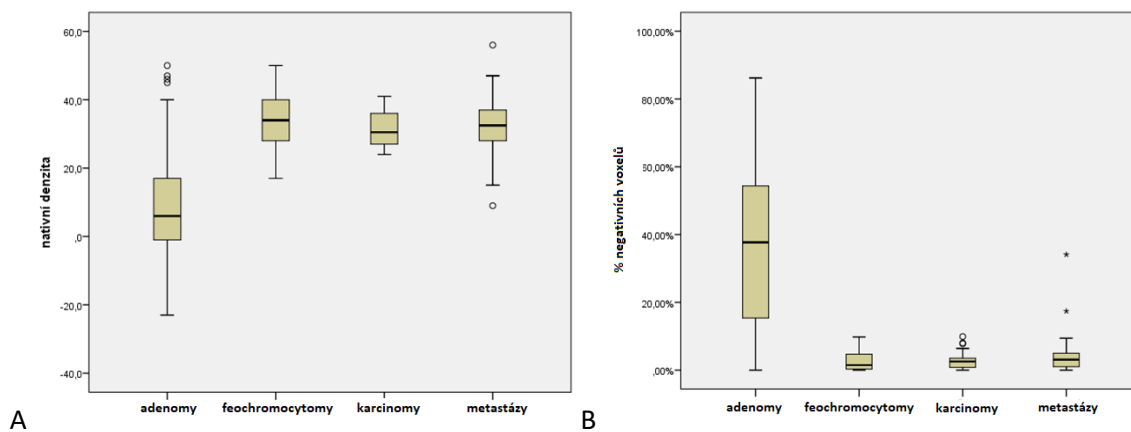 60,0
40,0
20,0
,0
-20,0
-40,0
nativní denzita
adenomy feochromocytomy karcinomy metastázy
A
100,00%
80,00%
60,00%
40,00%
20,00%
,00%
% negativních voxelů
adenomy feochromocytomy karcinomy metastázy
B